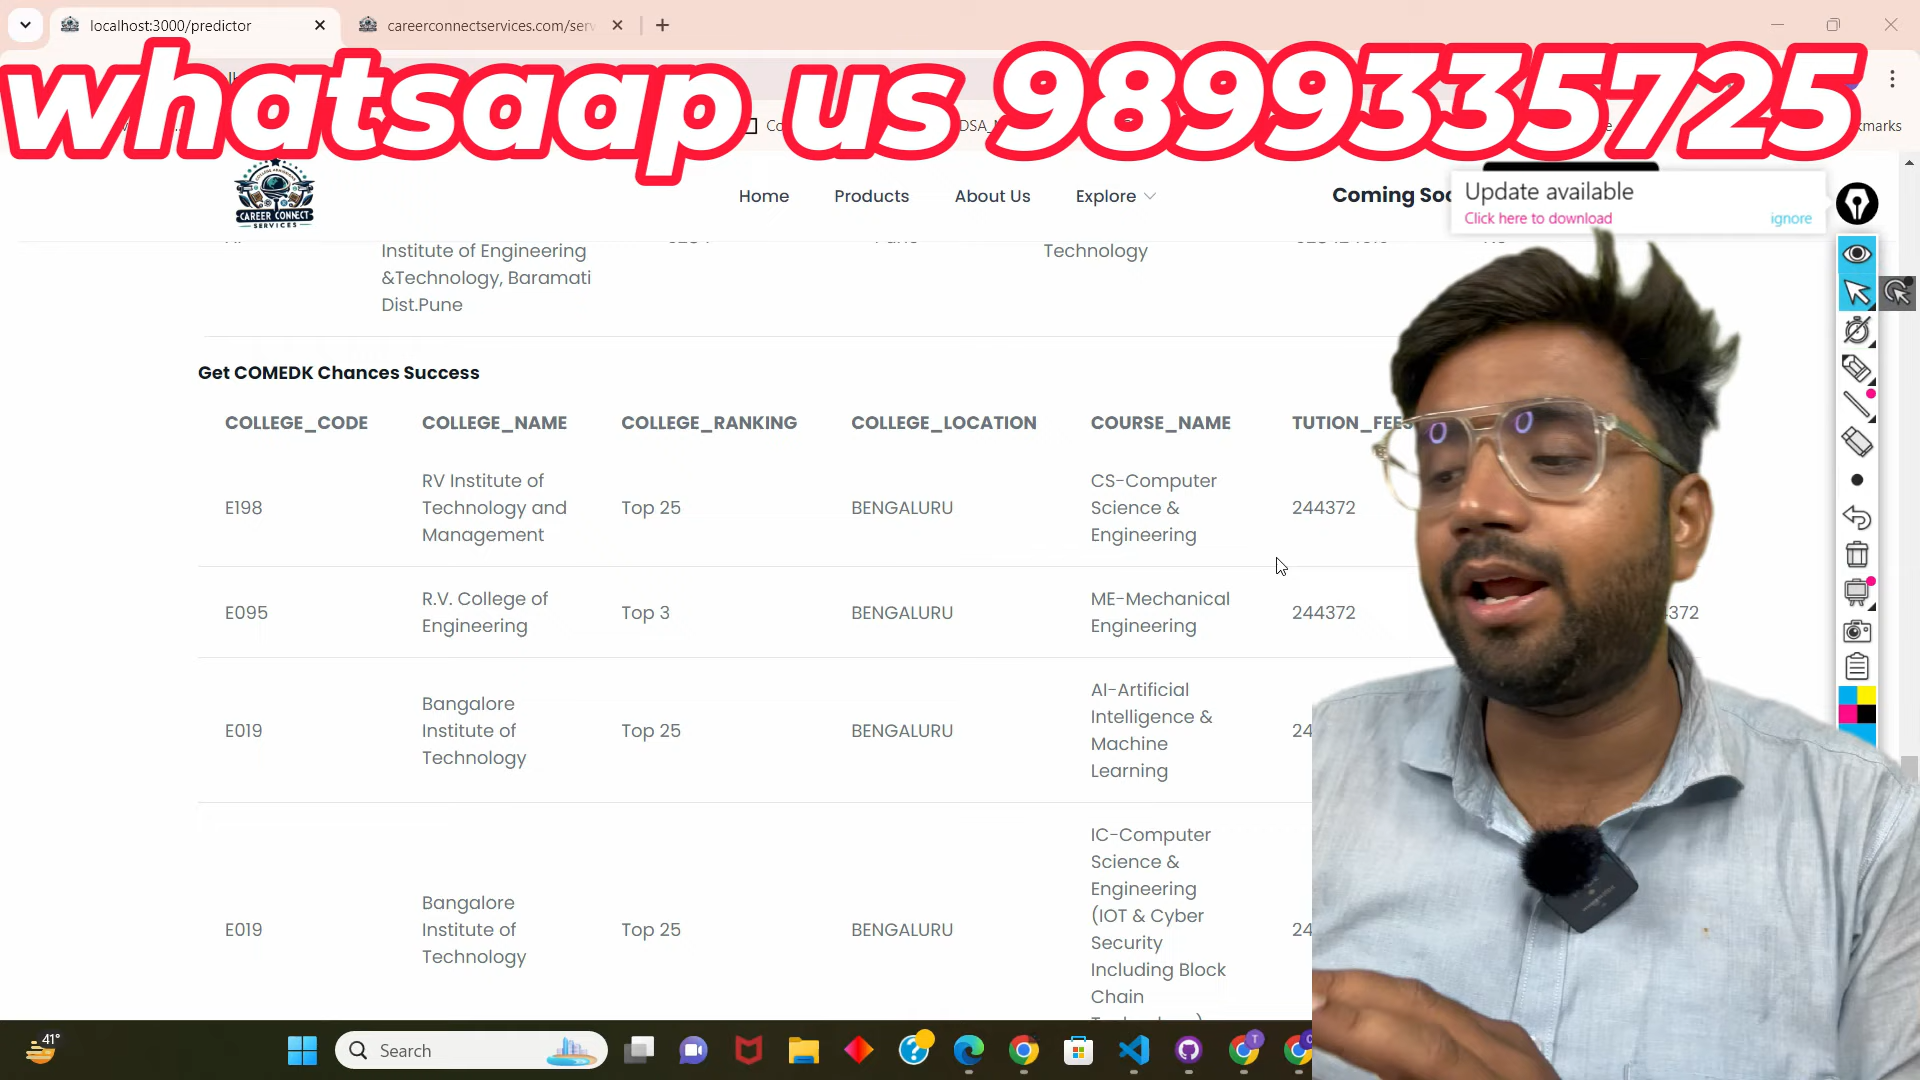 localhost:3000/predictor
careerconnectservices.com/serv
whatsaap us 9899335725
CAREER CONNECT
SERVICES
Home
Products
About Us
Explore
Coming Soo
Update available
Click here to download
ignore
Institute of Engineering
&Technology, Baramati
Dist.Pune
Technology
Get COMEDK Chances Success
COLLEGE_CODE COLLEGE_NAME COLLEGE_RANKING COLLEGE_LOCATION COURSE_NAME TUTION_FEES
E198 RV Institute of Technology and Management Top 25 BENGALURU CS-Computer Science & Engineering 244372
E095 R.V. College of Engineering Top 3 BENGALURU ME-Mechanical Engineering 244372 372
E019 Bangalore Institute of Technology Top 25 BENGALURU AI-Artificial Intelligence & Machine Learning 24
E019 Bangalore Institute of Technology Top 25 BENGALURU IC-Computer Science & Engineering (IOT & Cyber Security Including Block Chain 24
41°
Search